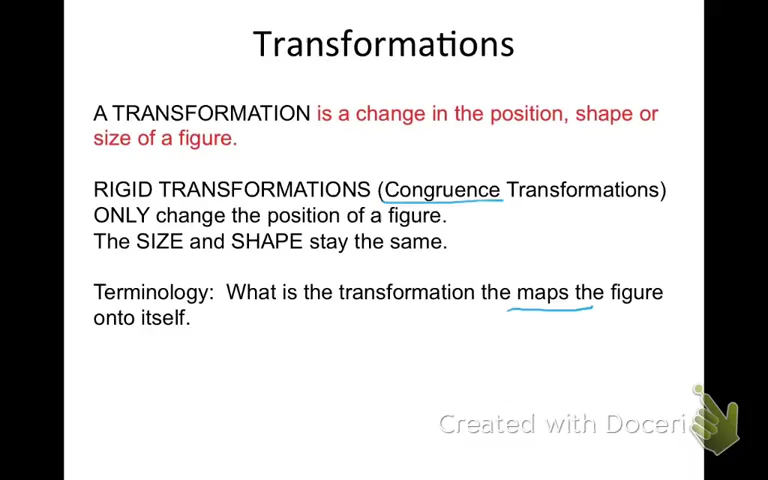 Transformations
A TRANSFORMATION is a change in the position, shape or
size of a figure.
RIGID TRANSFORMATIONS (Congruence Transformations)
ONLY change the position of a figure.
The SIZE and SHAPE stay the same.
Terminology:  What is the transformation the maps the figure
onto itself.
Created with Doceri